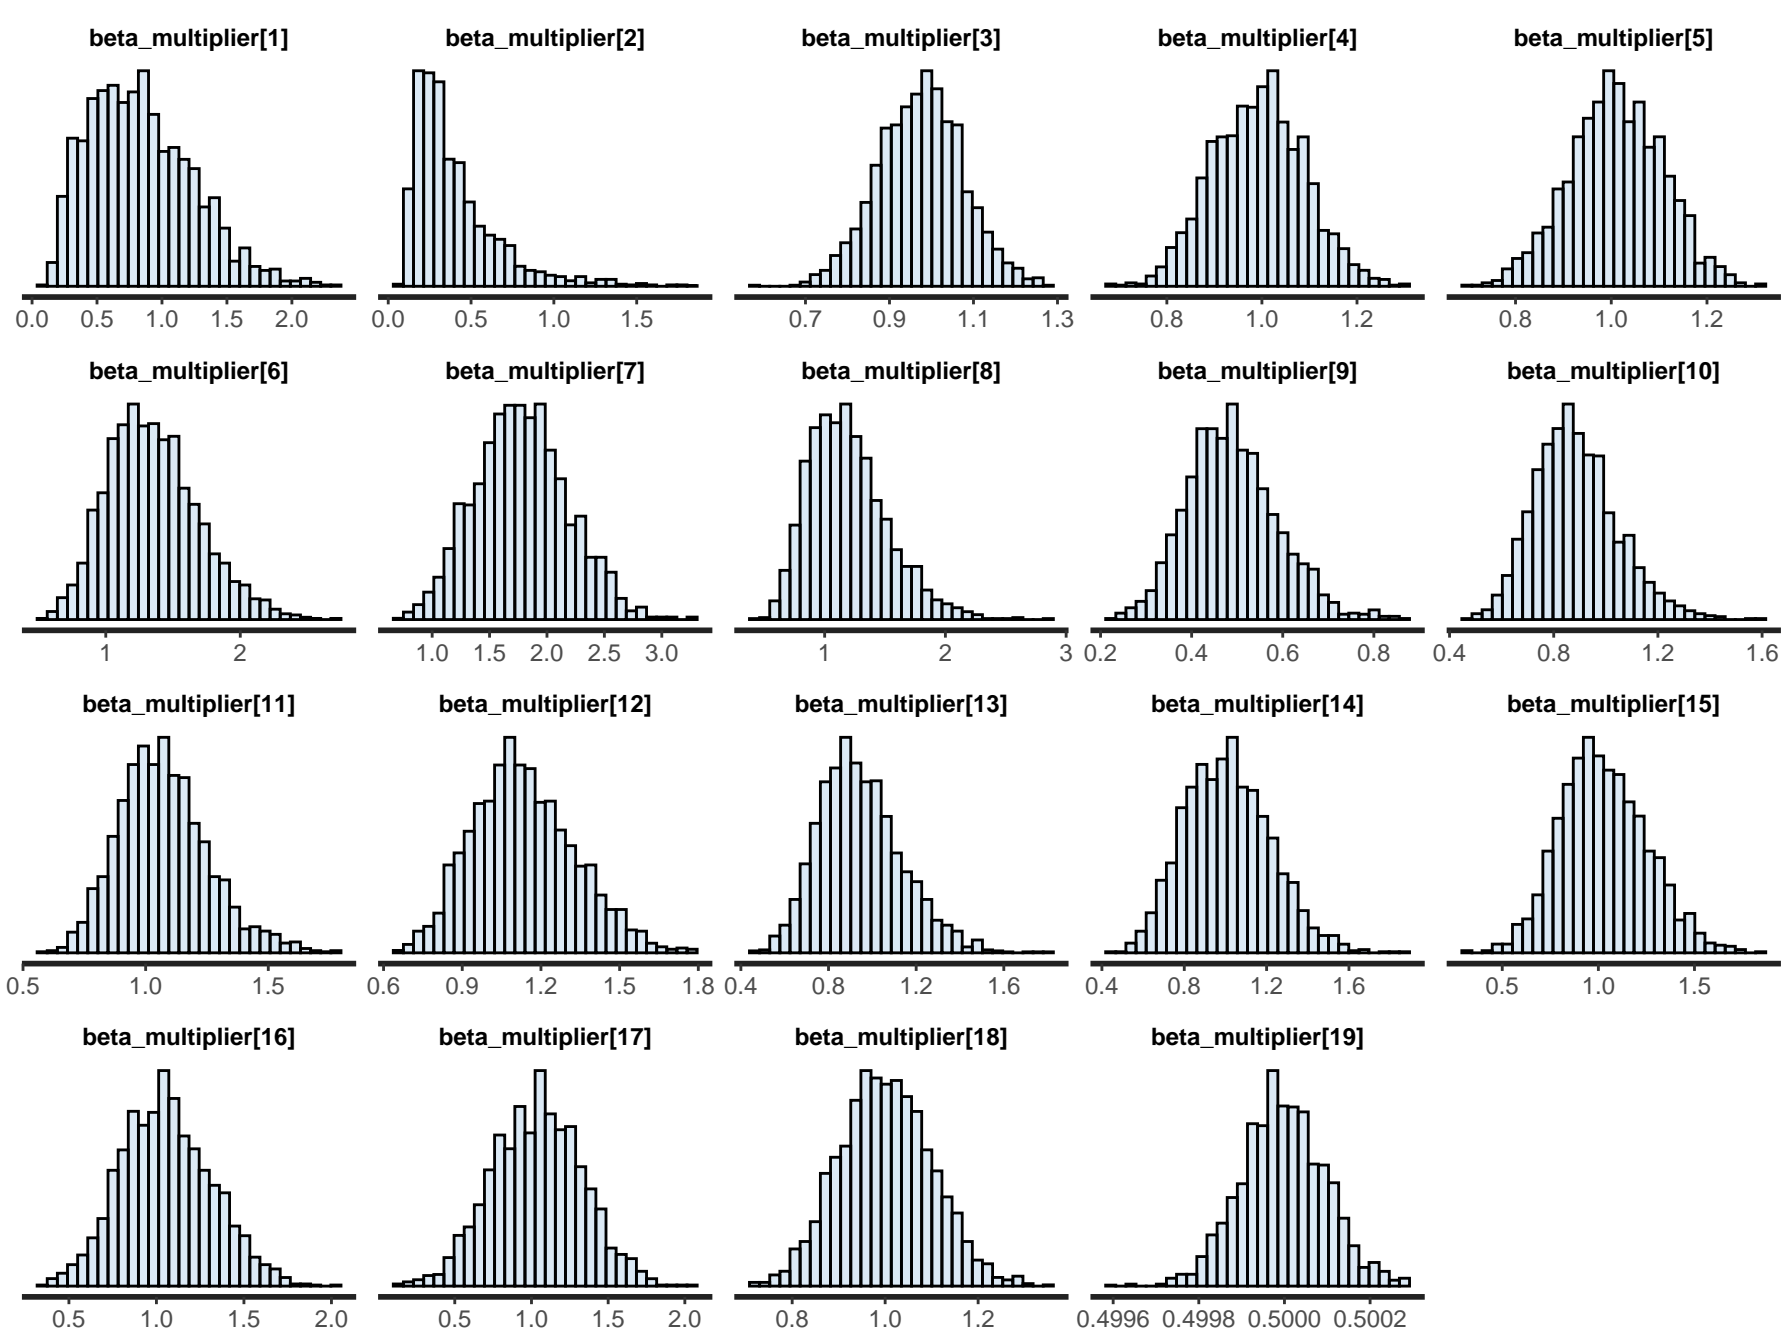 beta_multiplier[1] beta_multiplier[2] beta_multiplier[3] beta_multiplier[4] beta_multiplier[5]
0.0 0.5 1.0 1.5 2.0 0.0 0.5 1.0 1.5 0.7 0.9 1.1 1.3 0.8 1.0 1.2 0.8 1.0 1.2
beta_multiplier[6] beta_multiplier[7] beta_multiplier[8] beta_multiplier[9] beta_multiplier[10]
1 2 1.0 1.5 2.0 2.5 3.0 1 2 3 0.2 0.4 0.6 0.8 0.4 0.8 1.2 1.6
beta_multiplier[11] beta_multiplier[12] beta_multiplier[13] beta_multiplier[14] beta_multiplier[15]
0.5 1.0 1.5 0.6 0.9 1.2 1.5 1.8 0.4 0.8 1.2 1.6 0.4 0.8 1.2 1.6 0.5 1.0 1.5
beta_multiplier[16] beta_multiplier[17] beta_multiplier[18] beta_multiplier[19]
0.5 1.0 1.5 2.0 0.5 1.0 1.5 2.0 0.8 1.0 1.2 0.4996 0.4998 0.5000 0.5002